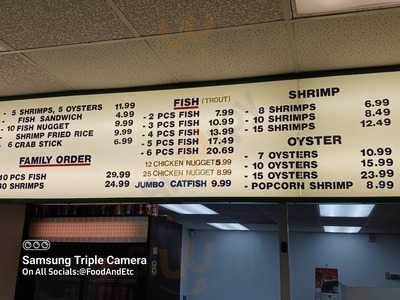 - 5 SHRIMPS, 5 OYSTERS 11.99
- FISH SANDWICH 4.99
- 10 FISH NUGGET 9.99
- SHRIMP FRIED RICE 9.99
- 6 CRAB STICK 6.99
FAMILY ORDER
10 PCS FISH 29.99
30 SHRIMPS 24.99
FISH (TROUT)
- 2 PCS FISH 7.99
- 3 PCS FISH 10.99
- 4 PCS FISH 13.99
- 5 PCS FISH 17.49
- 6 PCS FISH 20.69
12 CHICKEN NUGGET 5.99
25 CHICKEN NUGGET 8.99
JUMBO CATFISH 9.99
SHRIMP
- 8 SHRIMPS 6.99
- 10 SHRIMPS 8.49
- 15 SHRIMPS 12.49
OYSTER
- 7 OYSTERS 10.99
- 10 OYSTERS 15.99
- 15 OYSTERS 23.99
- POPCORN SHRIMP 8.99
Samsung Triple Camera
On All Socials:@FoodANDEtc